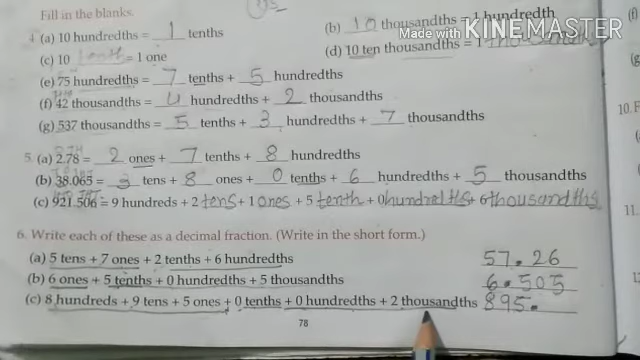 Fill in the blanks.
Made with KINEMASTER
4. (a) 10 hundredths = 1 tenths
(b) 10 thousandths = 1 hundredth
(c) 10 tenth = 1 one
(d) 10 ten thousandths = 1
(e) 75 hundredths = 7 tenths + 5 hundredths
(f) 42 thousandths = 4 hundredths + 2 thousandths
(g) 537 thousandths = 5 tenths + 3 hundredths + 7 thousandths
5. (a) 2.78 = 2 ones + 7 tenths + 8 hundredths
(b) 38.065 = 3 tens + 8 ones + 0 tenths + 6 hundredths + 5 thousandths
(c) 921.506 = 9 hundreds + 2 tens + 1 ones + 5 tenth + 0 hundredths + 6 thousandths
6. Write each of these as a decimal fraction. (Write in the short form.)
(a) 5 tens + 7 ones + 2 tenths + 6 hundredths 57.26
(b) 6 ones + 5 tenths + 0 hundredths + 5 thousandths 6.505
(c) 8 hundreds + 9 tens + 5 ones + 0 tenths + 0 hundredths + 2 thousandths 895.
78
(f)
(g)
10. F
11.
12